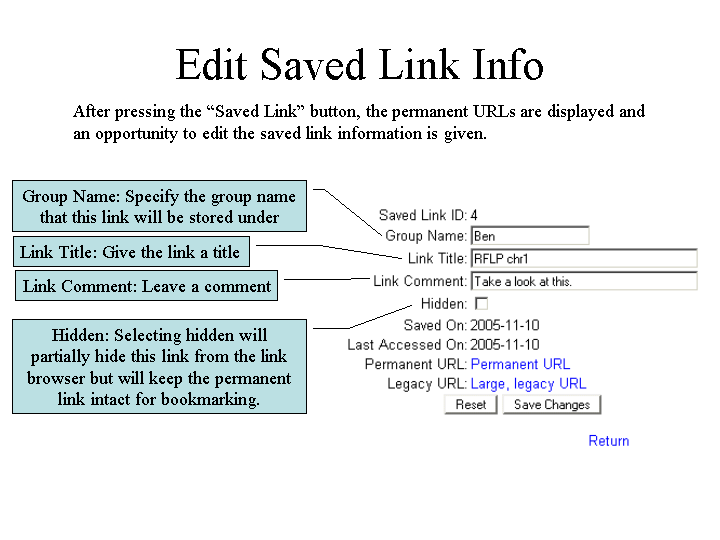 Edit Saved Link Info
After pressing the “Saved Link” button, the permanent URLs are displayed and
an opportunity to edit the saved link information is given.
Group Name: Specify the group name
that this link will be stored under
Link Title: Give the link a title
Link Comment: Leave a comment
Hidden: Selecting hidden will
partially hide this link from the link
browser but will keep the permanent
link intact for bookmarking.
Saved Link ID: 4
Group Name: Ben
Link Title: RFLP chr1
Link Comment: Take a look at this.
Hidden:
Saved On: 2005-11-10
Last Accessed On: 2005-11-10
Permanent URL: Permanent URL
Legacy URL: Large, legacy URL
Reset Save Changes
Return